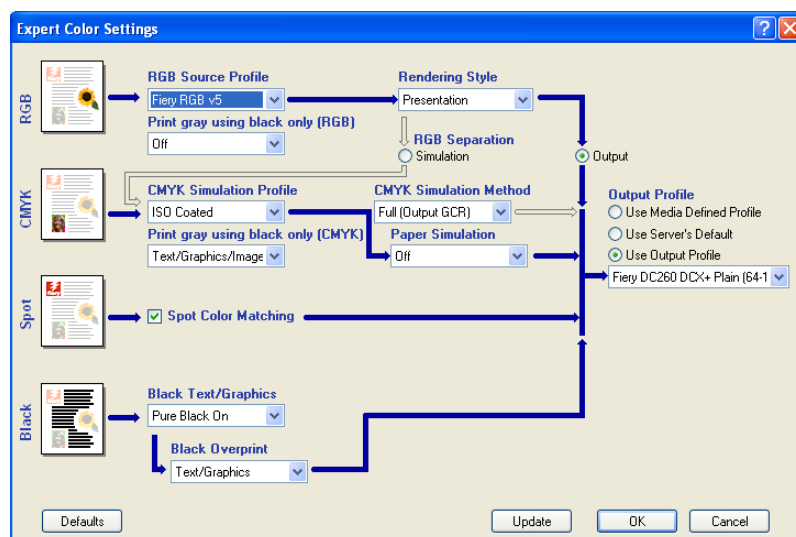 Expert Color Settings
RGB
RGB Source Profile
Fiery RGB v5
Print gray using black only (RGB)
Off
Rendering Style
Presentation
RGB Separation
Simulation
Output
CMYK
CMYK Simulation Profile
ISO Coated
Print gray using black only (CMYK)
Text/Graphics/Image
CMYK Simulation Method
Full (Output GCR)
Paper Simulation
Off
Output Profile
Use Media Defined Profile
Use Server's Default
Use Output Profile
Fiery DC260 DCX+ Plain (64-1
Spot
Spot Color Matching
Black
Black Text/Graphics
Pure Black On
Black Overprint
Text/Graphics
Defaults
Update
OK
Cancel